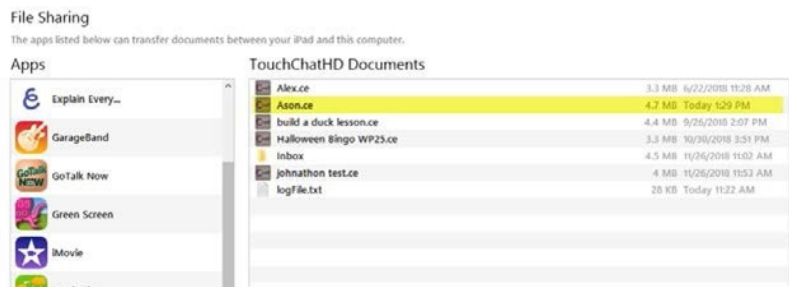 File Sharing
The apps listed below can transfer documents between your iPad and this computer.
Apps
TouchChatHD Documents
Explain Every...
GarageBand
GoTalk NOW
GoTalk Now
Green Screen
iMovie
Alex.ce 3.3 MB 6/22/2018 11:28 AM
Ason.ce 4.7 MB Today 1:29 PM
build a duck lesson.ce 4.4 MB 9/26/2018 2:07 PM
Halloween Bingo WP25.ce 3.3 MB 10/30/2018 3:51 PM
Inbox 4.5 MB 11/26/2018 11:02 AM
johnathon test.ce 4 MB 11/26/2018 11:53 AM
logFile.txt 28 KB Today 11:22 AM